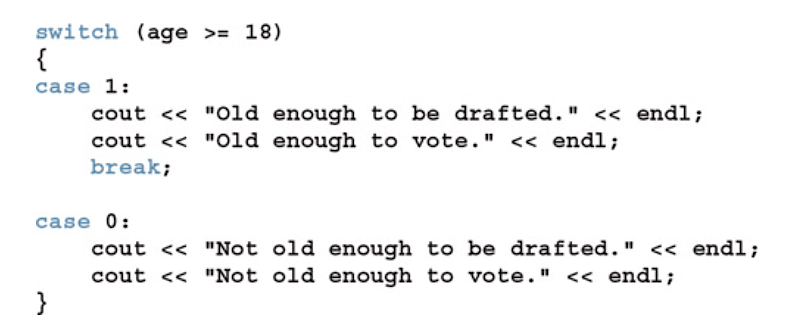 switch (age >= 18)
{
case 1:
    cout << "Old enough to be drafted." << endl;
    cout << "Old enough to vote." << endl;
    break;

case 0:
    cout << "Not old enough to be drafted." << endl;
    cout << "Not old enough to vote." << endl;
}